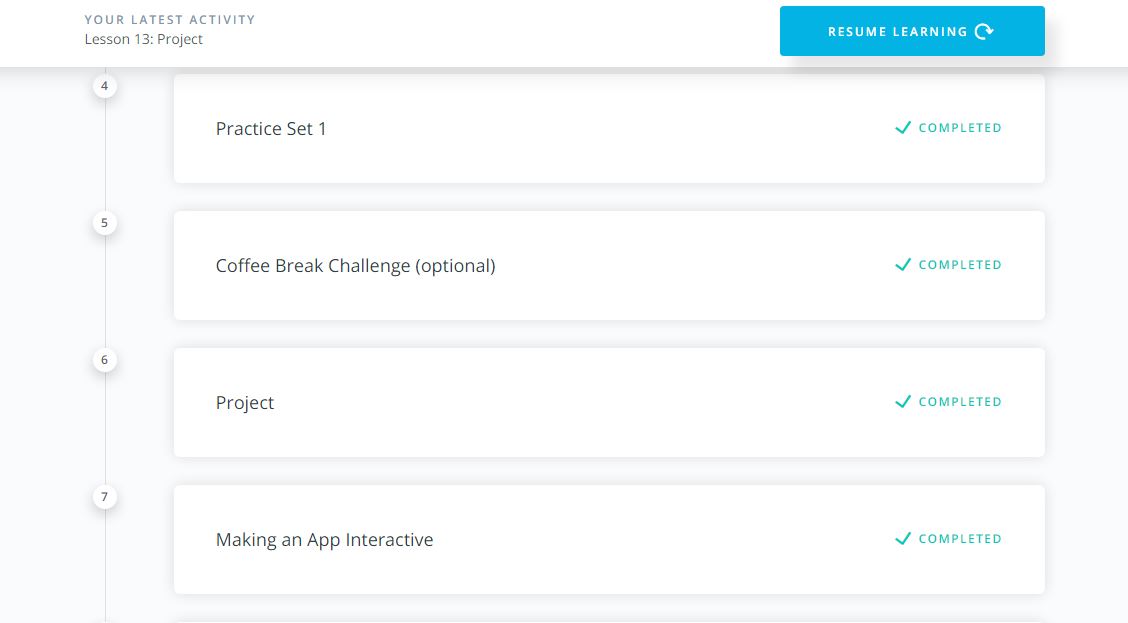 YOUR LATEST ACTIVITY
Lesson 13: Project
RESUME LEARNING
4
Practice Set 1
COMPLETED
5
Coffee Break Challenge (optional)
COMPLETED
6
Project
COMPLETED
7
Making an App Interactive
COMPLETED